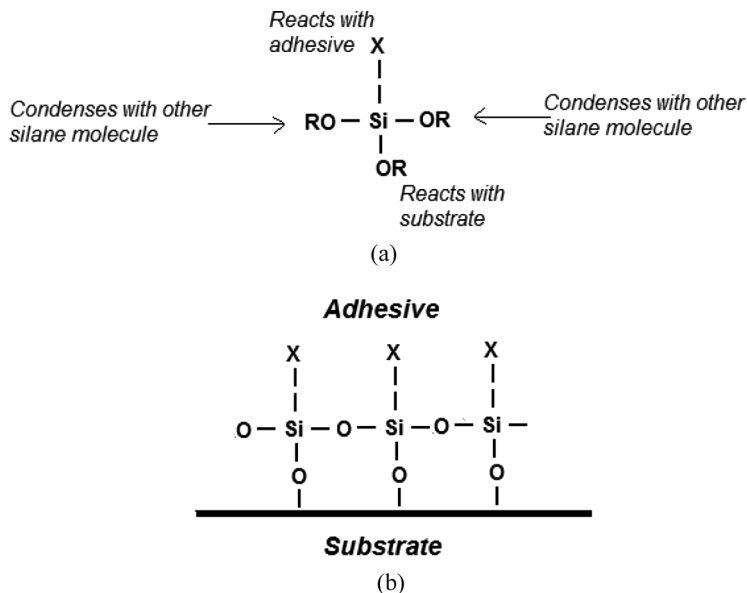 Reacts with
adhesive
X
Condenses with other
silane molecule
RO Si OR
Condenses with other
silane molecule
OR
Reacts with
substrate
(a)
Adhesive
X X X
O Si O Si O Si
O O O
Substrate
(b)